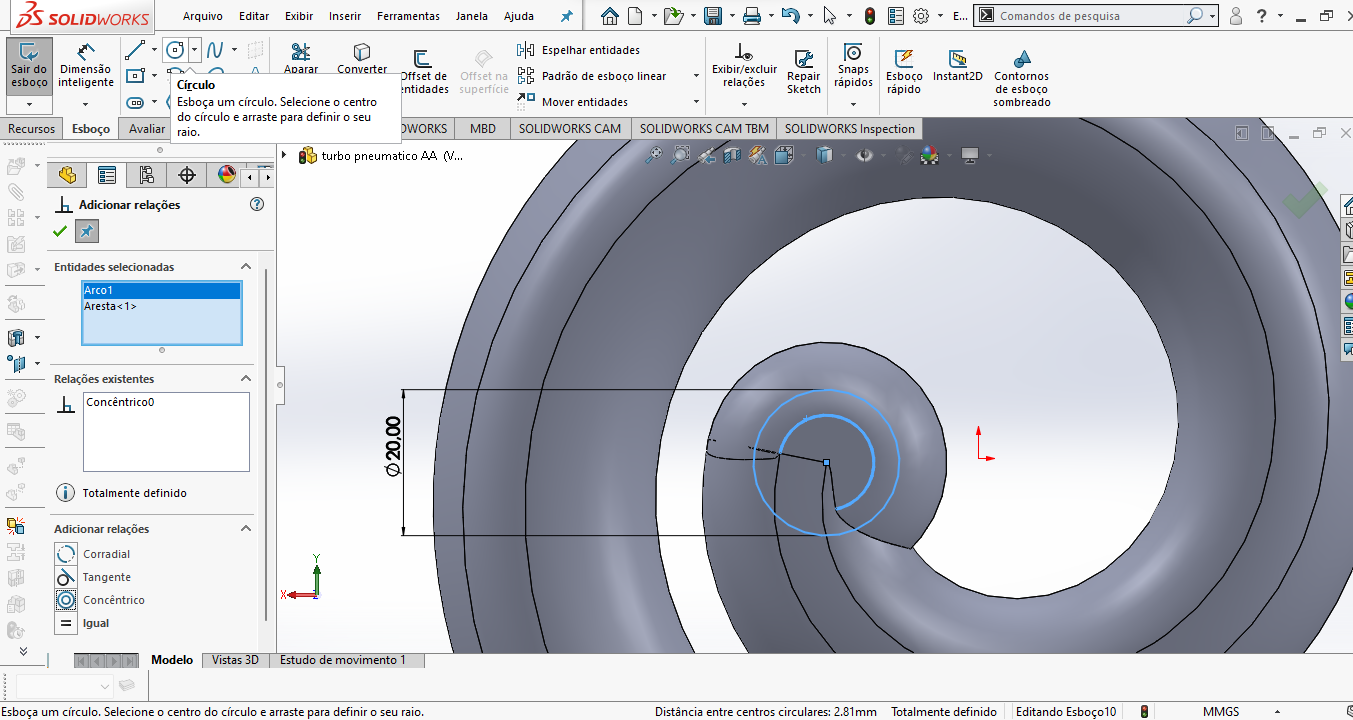 SOLIDWORKS
Arquivo Editar Exibir Inserir Ferramentas Janela Ajuda
E...
Comandos de pesquisa
?
Sair do esboço
Dimensão inteligente
Aparar
Converter
Offset de entidades
Offset na superfície
Espelhar entidades
Padrão de esboço linear
Mover entidades
Exibir/excluir relações
Repair Sketch
Snaps rápidos
Esboço rápido
Instant2D
Contornos de esboço sombreado
Círculo
Esboça um círculo. Selecione o centro
do círculo e arraste para definir o seu
raio.
Recursos Esboço Avaliar MBD SOLIDWORKS CAM SOLIDWORKS CAM TBM SOLIDWORKS Inspection
turbo pneumatico AA (V...
Adicionar relações
?
Entidades selecionadas
Arco1
Aresta<1>
Relações existentes
Concêntrico0
Totalmente definido
Adicionar relações
Corradial
Tangente
Concêntrico
Igual
Ø20,00
Y
X
Z
Modelo Vistas 3D Estudo de movimento 1
Esboça um círculo. Selecione o centro do círculo e arraste para definir o seu raio.
Distância entre centros circulares: 2.81mm Totalmente definido Editando Esboço10 MMGS